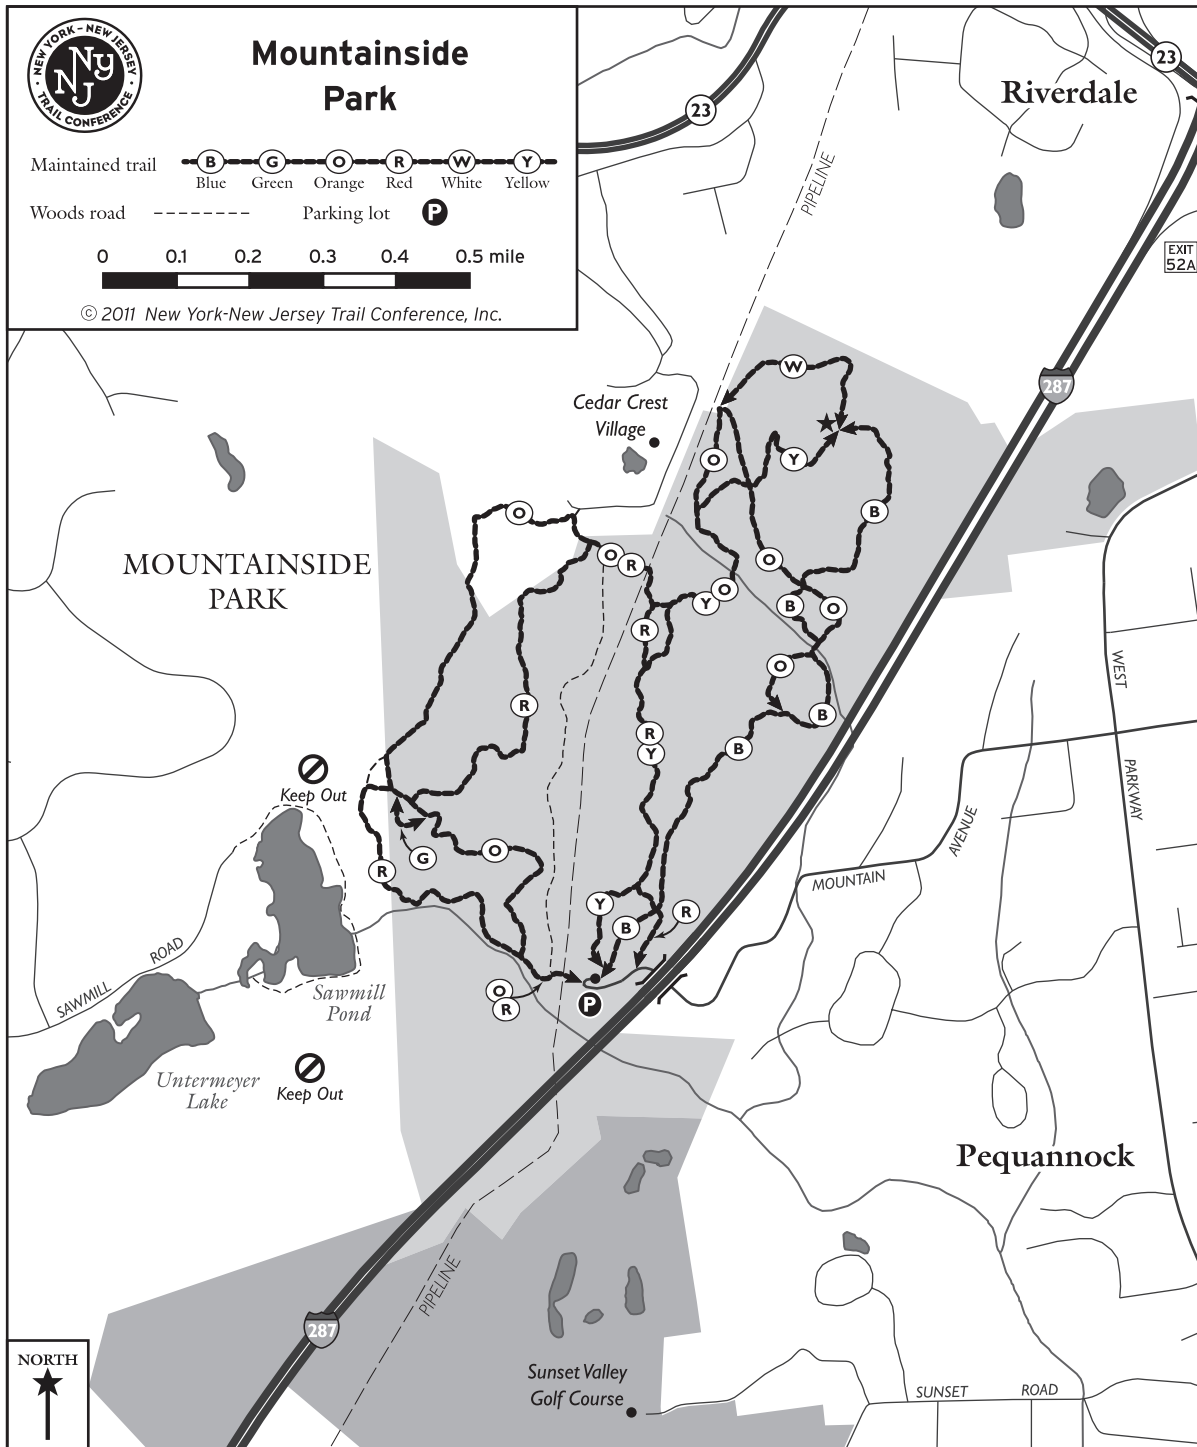 NEW YORK - NEW JERSEY
NY
NJ
TRAIL CONFERENCE
Mountainside
Park
Maintained trail
B G O R W Y
Blue Green Orange Red White Yellow
Woods road
Parking lot P
0 0.1 0.2 0.3 0.4 0.5 mile
© 2011 New York-New Jersey Trail Conference, Inc.
23
23
Riverdale
PIPELINE
EXIT
52A
287
W
Cedar Crest
Village
O
Y
B
O
MOUNTAINSIDE
PARK
O
R
O
O
Y
B
O
R
O
R
B
R
Y
B
WEST
PARKWAY
Keep Out
G
O
R
AVENUE
MOUNTAIN
Y
B
R
SAWMILL
ROAD
Sawmill
Pond
O
R
P
Untermeyer
Lake
Keep Out
Pequannock
PIPELINE
287
NORTH
Sunset Valley
Golf Course
SUNSET
ROAD